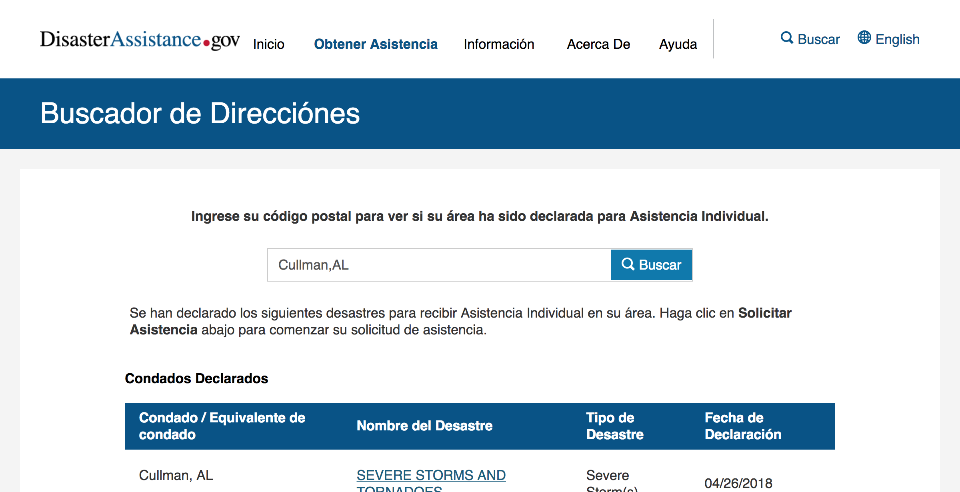 DisasterAssistance.gov Inicio Obtener Asistencia Información Acerca De Ayuda Buscar English
Buscador de Direcciónes
Ingrese su código postal para ver si su área ha sido declarada para Asistencia Individual.
Cullman,AL Buscar
Se han declarado los siguientes desastres para recibir Asistencia Individual en su área. Haga clic en Solicitar
Asistencia abajo para comenzar su solicitud de asistencia.
Condados Declarados
Condado / Equivalente de
condado
Nombre del Desastre
Tipo de
Desastre
Fecha de
Declaración
Cullman, AL
SEVERE STORMS AND
TORNADOES
Severe
Storm(s)
04/26/2018